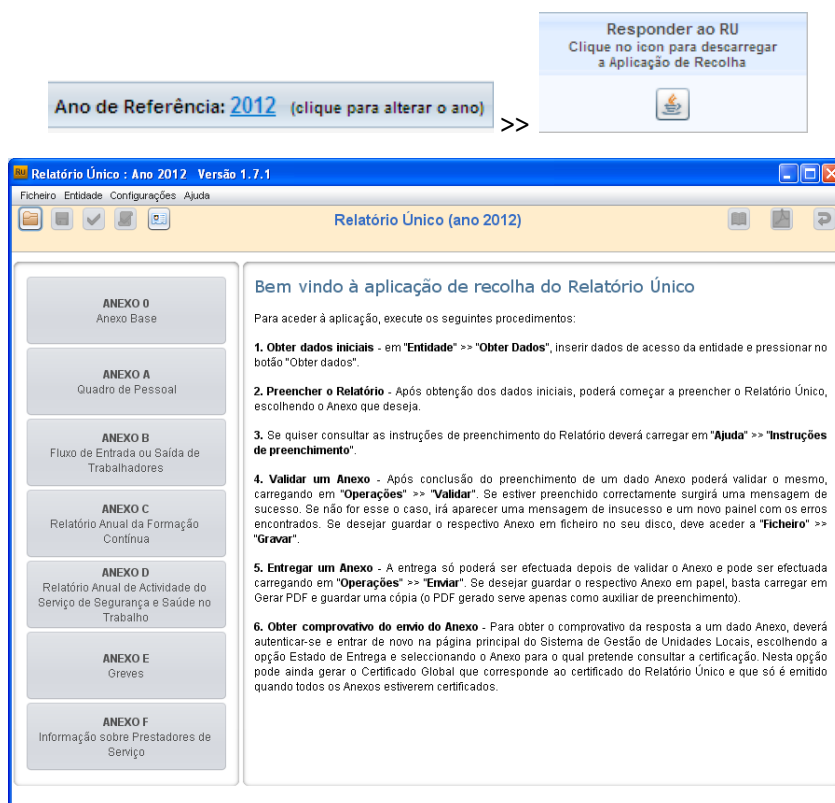 Responder ao RU
Clique no icon para descarregar
a Aplicação de Recolha
Ano de Referência: 2012 (clique para alterar o ano)
>>
Relatório Único : Ano 2012 Versão 1.7.1
Ficheiro Entidade Configurações Ajuda
Relatório Único (ano 2012)
ANEXO 0
Anexo Base
ANEXO A
Quadro de Pessoal
ANEXO B
Fluxo de Entrada ou Saída de
Trabalhadores
ANEXO C
Relatório Anual da Formação
Contínua
ANEXO D
Relatório Anual de Actividade do
Serviço de Segurança e Saúde no
Trabalho
ANEXO E
Greves
ANEXO F
Informação sobre Prestadores de
Serviço
Bem vindo à aplicação de recolha do Relatório Único
Para aceder à aplicação, execute os seguintes procedimentos:
1. Obter dados iniciais - em "Entidade" >> "Obter Dados", inserir dados de acesso da entidade e pressionar no
botão "Obter dados".
2. Preencher o Relatório - Após obtenção dos dados iniciais, poderá começar a preencher o Relatório Único,
escolhendo o Anexo que deseja.
3. Se quiser consultar as instruções de preenchimento do Relatório deverá carregar em "Ajuda" >> "Instruções
de preenchimento".
4. Validar um Anexo - Após conclusão do preenchimento de um dado Anexo poderá validar o mesmo,
carregando em "Operações" >> "Validar". Se estiver preenchido correctamente surgirá uma mensagem de
sucesso. Se não for esse o caso, irá aparecer uma mensagem de insucesso e um novo painel com os erros
encontrados. Se desejar guardar o respectivo Anexo em ficheiro no seu disco, deve aceder a "Ficheiro" >>
"Gravar".
5. Entregar um Anexo - A entrega só poderá ser efectuada depois de validar o Anexo e pode ser efectuada
carregando em "Operações" >> "Enviar". Se desejar guardar o respectivo Anexo em papel, basta carregar em
Gerar PDF e guardar uma cópia (o PDF gerado serve apenas como auxiliar de preenchimento).
6. Obter comprovativo do envio do Anexo - Para obter o comprovativo da resposta a um dado Anexo, deverá
autenticar-se e entrar de novo na página principal do Sistema de Gestão de Unidades Locais, escolhendo a
opção Estado de Entrega e seleccionando o Anexo para o qual pretende consultar a certificação. Nesta opção
pode ainda gerar o Certificado Global que corresponde ao certificado do Relatório Único e que só é emitido
quando todos os Anexos estiverem certificados.